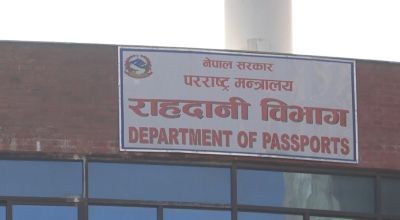 नेपाल सरकार
परराष्ट्र मन्त्रालय
राहदानी विभाग
DEPARTMENT OF PASSPORTS